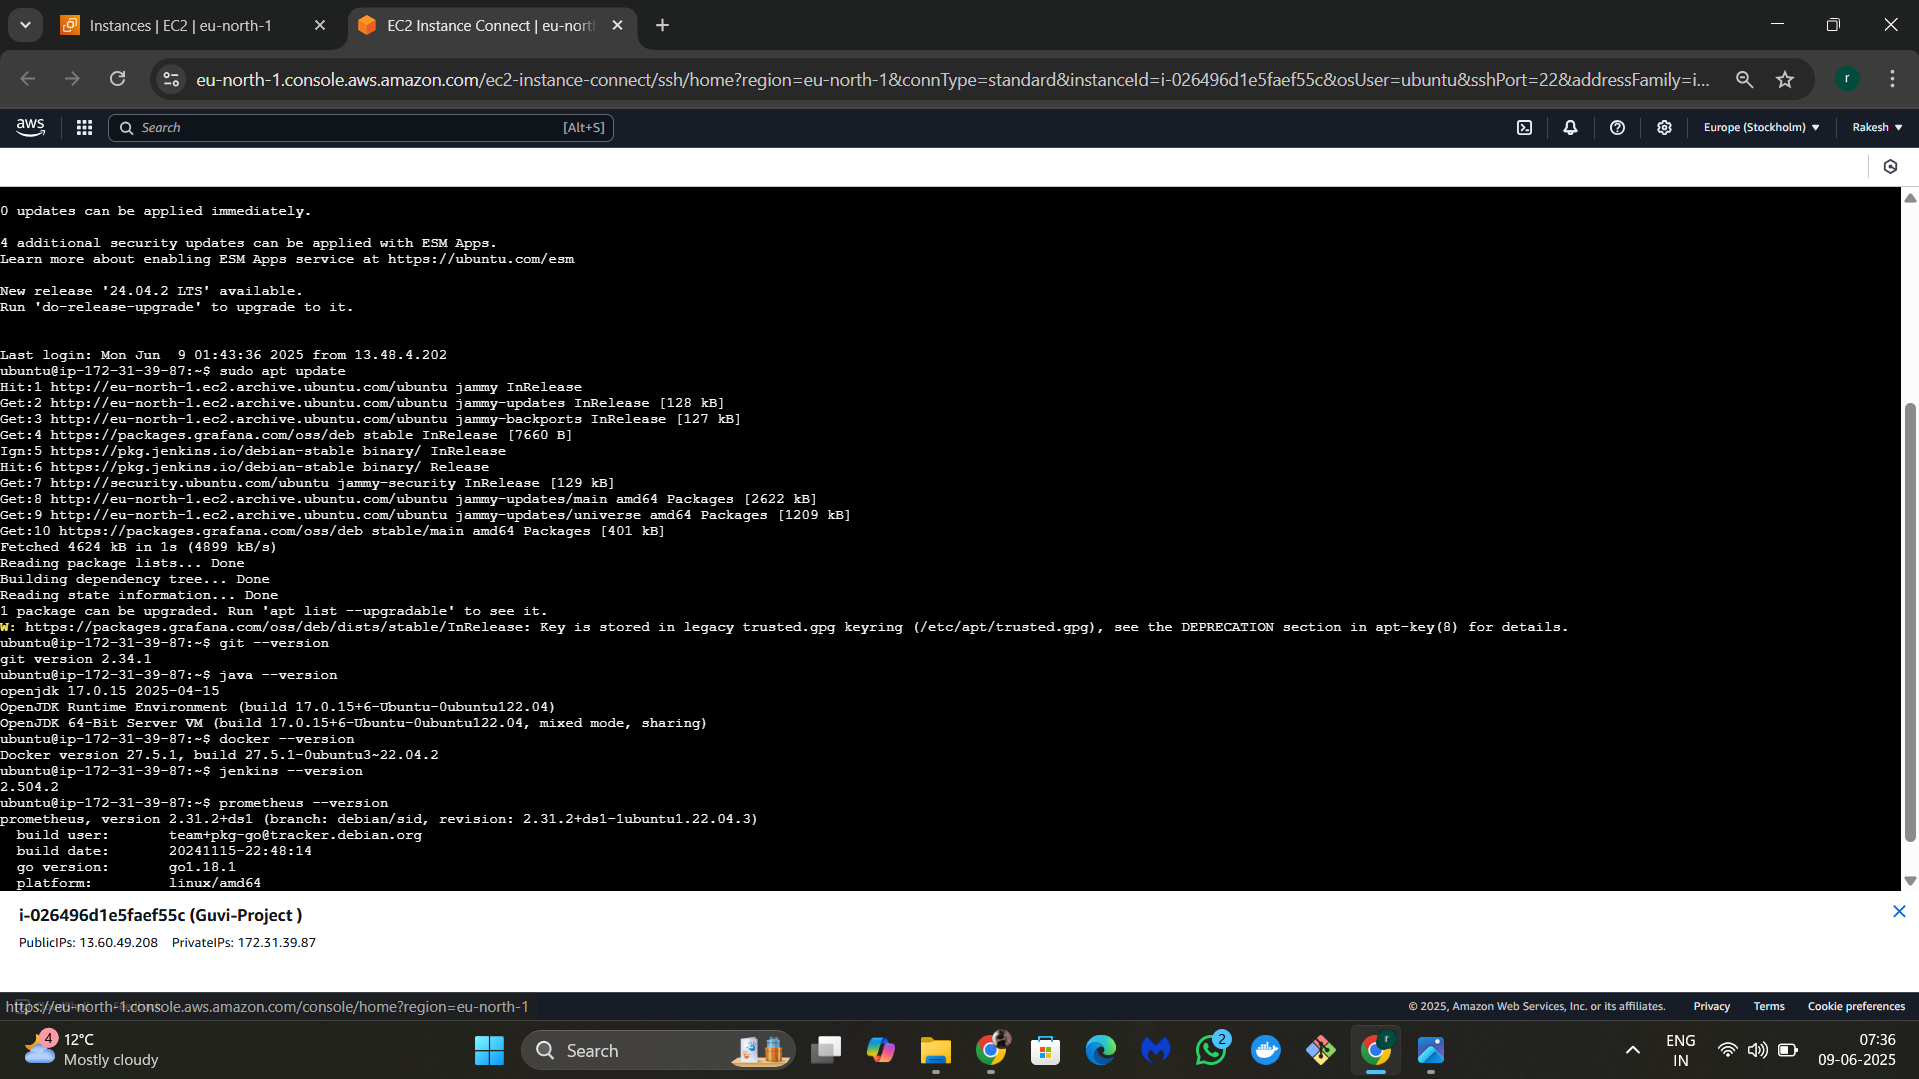 Instances | EC2 | eu-north-1
EC2 Instance Connect | eu-nort
eu-north-1.console.aws.amazon.com/ec2-instance-connect/ssh/home?region=eu-north-1&connType=standard&instanceId=i-026496d1e5faef55c&osUser=ubuntu&sshPort=22&addressFamily=i...
r
aws
Search
[Alt+S]
Europe (Stockholm)
Rakesh
0 updates can be applied immediately.
4 additional security updates can be applied with ESM Apps.
Learn more about enabling ESM Apps service at https://ubuntu.com/esm
New release '24.04.2 LTS' available.
Run 'do-release-upgrade' to upgrade to it.
Last login: Mon Jun  9 01:43:36 2025 from 13.48.4.202
ubuntu@ip-172-31-39-87:~$ sudo apt update
Hit:1 http://eu-north-1.ec2.archive.ubuntu.com/ubuntu jammy InRelease
Get:2 http://eu-north-1.ec2.archive.ubuntu.com/ubuntu jammy-updates InRelease [128 kB]
Get:3 http://eu-north-1.ec2.archive.ubuntu.com/ubuntu jammy-backports InRelease [127 kB]
Get:4 https://packages.grafana.com/oss/deb stable InRelease [7660 B]
Ign:5 https://pkg.jenkins.io/debian-stable binary/ InRelease
Hit:6 https://pkg.jenkins.io/debian-stable binary/ Release
Get:7 http://security.ubuntu.com/ubuntu jammy-security InRelease [129 kB]
Get:8 http://eu-north-1.ec2.archive.ubuntu.com/ubuntu jammy-updates/main amd64 Packages [2622 kB]
Get:9 http://eu-north-1.ec2.archive.ubuntu.com/ubuntu jammy-updates/universe amd64 Packages [1209 kB]
Get:10 https://packages.grafana.com/oss/deb stable/main amd64 Packages [401 kB]
Fetched 4624 kB in 1s (4899 kB/s)
Reading package lists... Done
Building dependency tree... Done
Reading state information... Done
1 package can be upgraded. Run 'apt list --upgradable' to see it.
W: https://packages.grafana.com/oss/deb/dists/stable/InRelease: Key is stored in legacy trusted.gpg keyring (/etc/apt/trusted.gpg), see the DEPRECATION section in apt-key(8) for details.
ubuntu@ip-172-31-39-87:~$ git --version
git version 2.34.1
ubuntu@ip-172-31-39-87:~$ java --version
openjdk 17.0.15 2025-04-15
OpenJDK Runtime Environment (build 17.0.15+6-Ubuntu-0ubuntu122.04)
OpenJDK 64-Bit Server VM (build 17.0.15+6-Ubuntu-0ubuntu122.04, mixed mode, sharing)
ubuntu@ip-172-31-39-87:~$ docker --version
Docker version 27.5.1, build 27.5.1-0ubuntu3~22.04.2
ubuntu@ip-172-31-39-87:~$ jenkins --version
2.504.2
ubuntu@ip-172-31-39-87:~$ prometheus --version
prometheus, version 2.31.2+ds1 (branch: debian/sid, revision: 2.31.2+ds1-1ubuntu1.22.04.3)
  build user:       team+pkg-go@tracker.debian.org
  build date:       20241115-22:48:14
  go version:       go1.18.1
  platform:         linux/amd64
i-026496d1e5faef55c (Guvi-Project )
PublicIPs: 13.60.49.208 PrivateIPs: 172.31.39.87
https://eu-north-1.console.aws.amazon.com/console/home?region=eu-north-1
© 2025, Amazon Web Services, Inc. or its affiliates.
Privacy
Terms
Cookie preferences
4
12°C
Mostly cloudy
Search
2
r
ENG
IN
07:36
09-06-2025